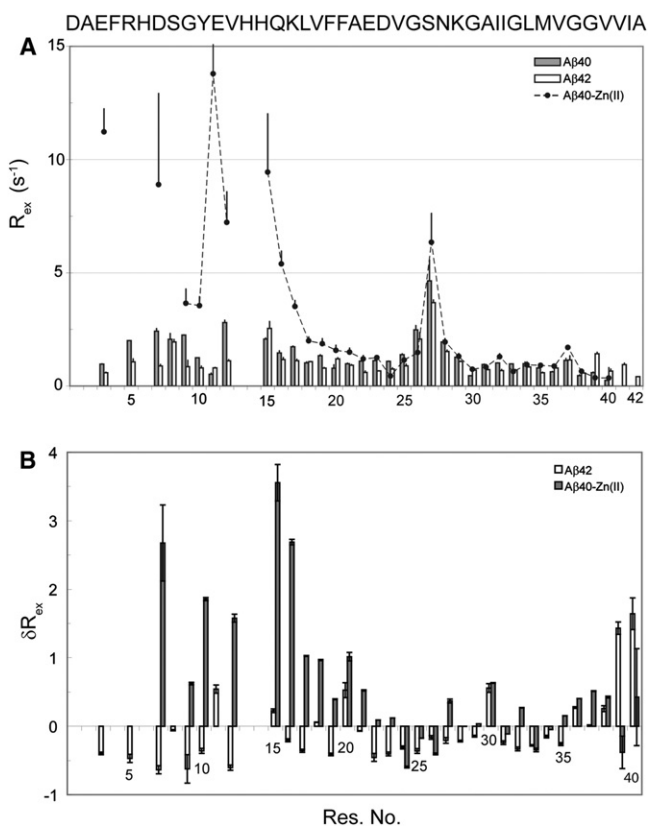 DAEFRHDSGYEVHHQKLVFFAEDVGSNKGAIIGLMVGGVVIA
A
15
10
5
0
Rex (s-1)
Aβ40
Aβ42
Aβ40-Zn(II)
5 10 15 20 25 30 35 40 42
B
4
3
2
1
0
-1
δRex
Aβ42
Aβ40-Zn(II)
5 10 15 20 25 30 35 40
Res. No.